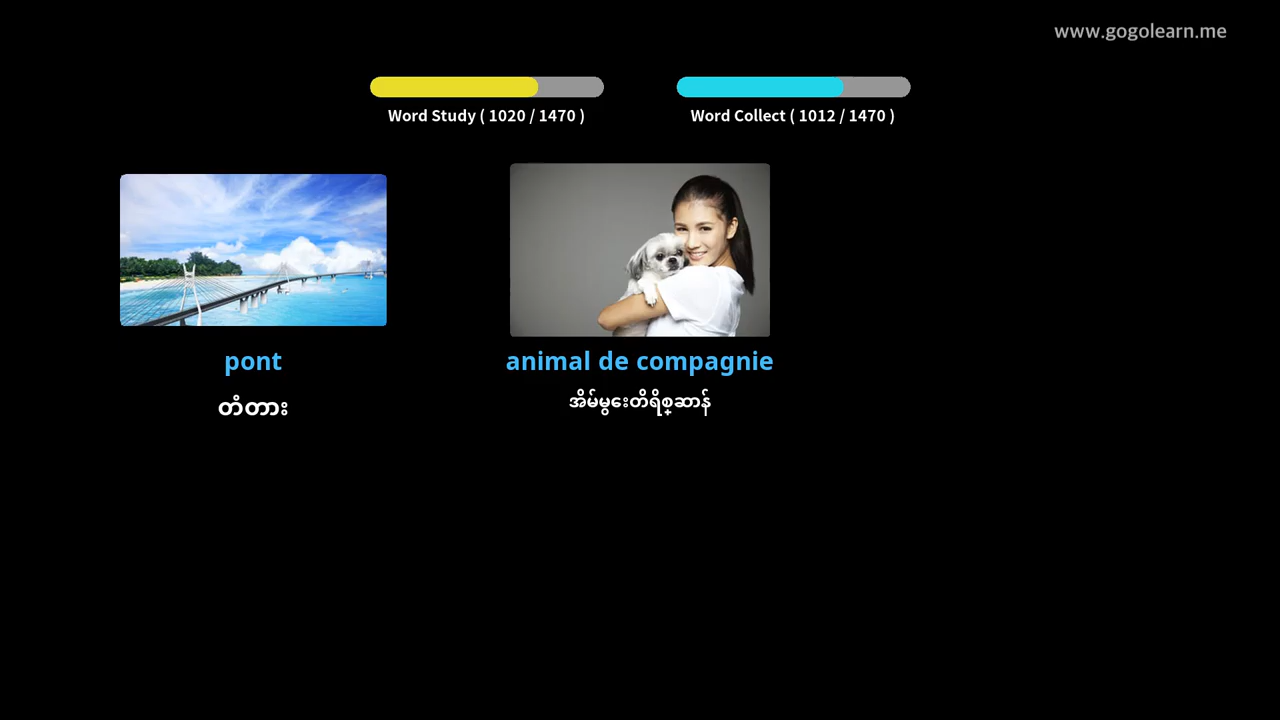 www.gogolearn.me
Word Study ( 1020 / 1470 )
Word Collect ( 1012 / 1470 )
pont
တံတား
animal de compagnie
အိမ်မွေးတိရိစ္ဆာန်